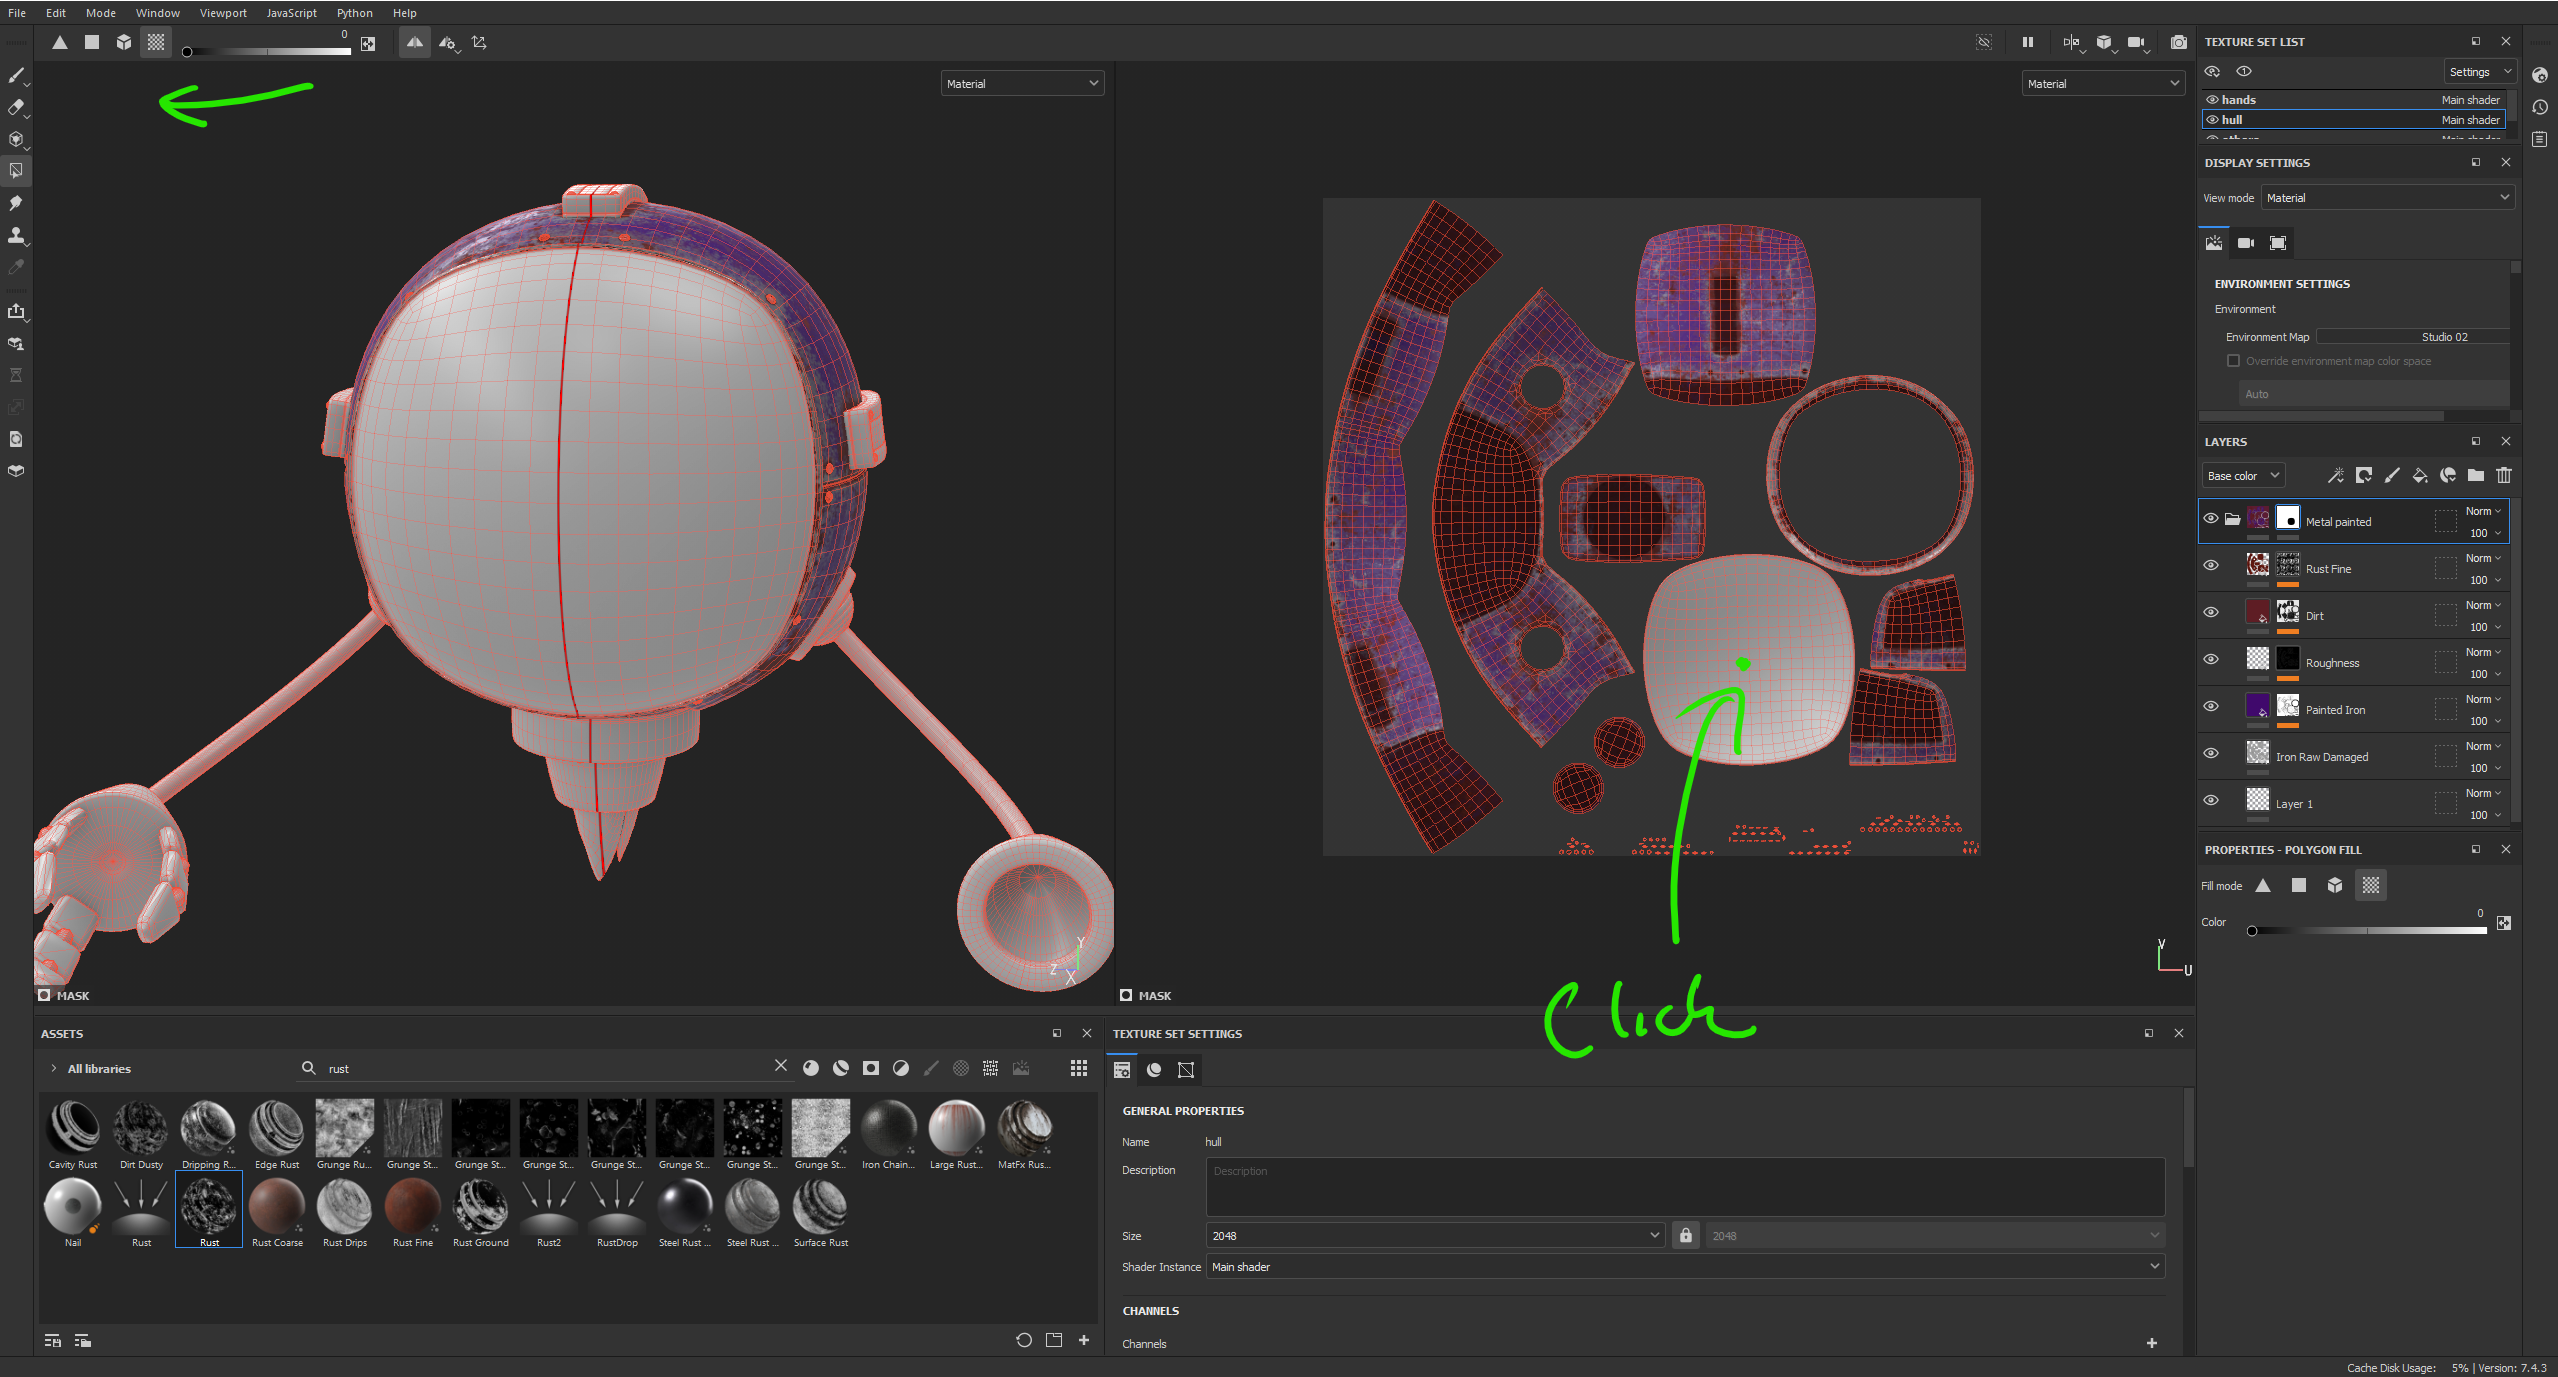 File Edit Mode Window Viewport JavaScript Python Help
0
Material
Material
TEXTURE SET LIST
Settings
hands Main shader
hull Main shader
others Main shader
DISPLAY SETTINGS
View mode Material
ENVIRONMENT SETTINGS
Environment
Environment Map Studio 02
Override environment map color space
Auto
LAYERS
Base color
Metal painted Norm 100
Rust Fine Norm 100
Dirt Norm 100
Roughness Norm 100
Painted Iron Norm 100
Iron Raw Damaged Norm 100
Layer 1 Norm 100
PROPERTIES - POLYGON FILL
Fill mode
Color 0
Y
Z
X
V
U
MASK
MASK
Click
ASSETS
All libraries
rust
Cavity Rust Dirt Dusty Dripping R... Edge Rust Grunge Ru... Grunge St... Grunge St... Grunge St... Grunge St... Grunge St... Grunge St... Grunge St... Iron Chain... Large Rust... MatFx Rus...
Nail Rust Rust Rust Coarse Rust Drips Rust Fine Rust Ground Rust2 RustDrop Steel Rust ... Steel Rust ... Surface Rust
TEXTURE SET SETTINGS
GENERAL PROPERTIES
Name hull
Description Description
Size 2048 2048
Shader Instance Main shader
CHANNELS
Channels
Cache Disk Usage: 5% | Version: 7.4.3